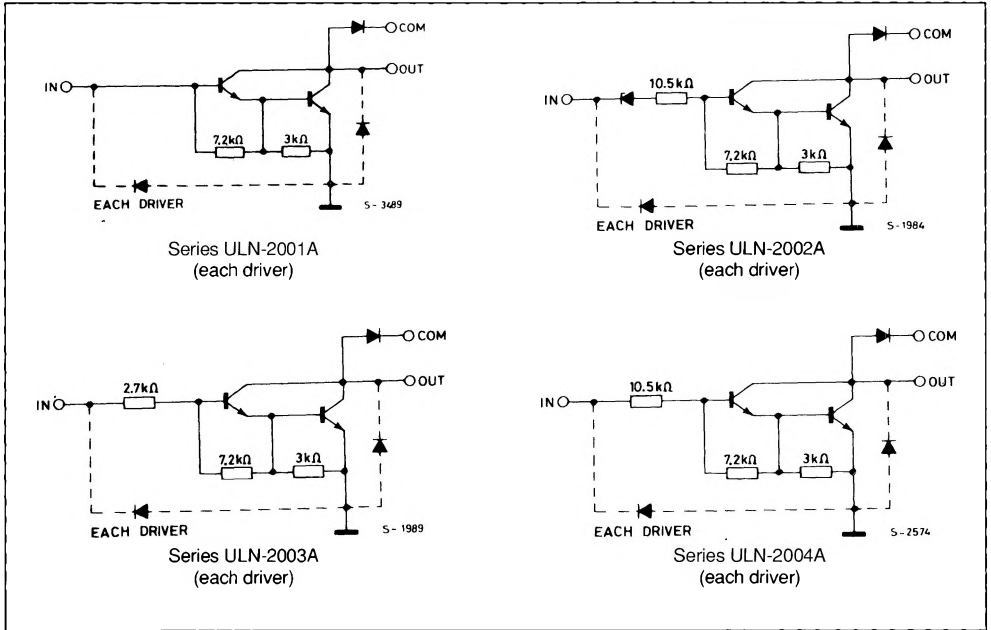 COM
OUT
IN
7.2kΩ
3kΩ
EACH DRIVER
S-3489
Series ULN-2001A
(each driver)
COM
OUT
10.5kΩ
IN
7.2kΩ
3kΩ
EACH DRIVER
S-1984
Series ULN-2002A
(each driver)
COM
OUT
2.7kΩ
IN
7.2kΩ
3kΩ
EACH DRIVER
S-1989
Series ULN-2003A
(each driver)
COM
OUT
10.5kΩ
IN
7.2kΩ
3kΩ
EACH DRIVER
S-2574
Series ULN-2004A
(each driver)